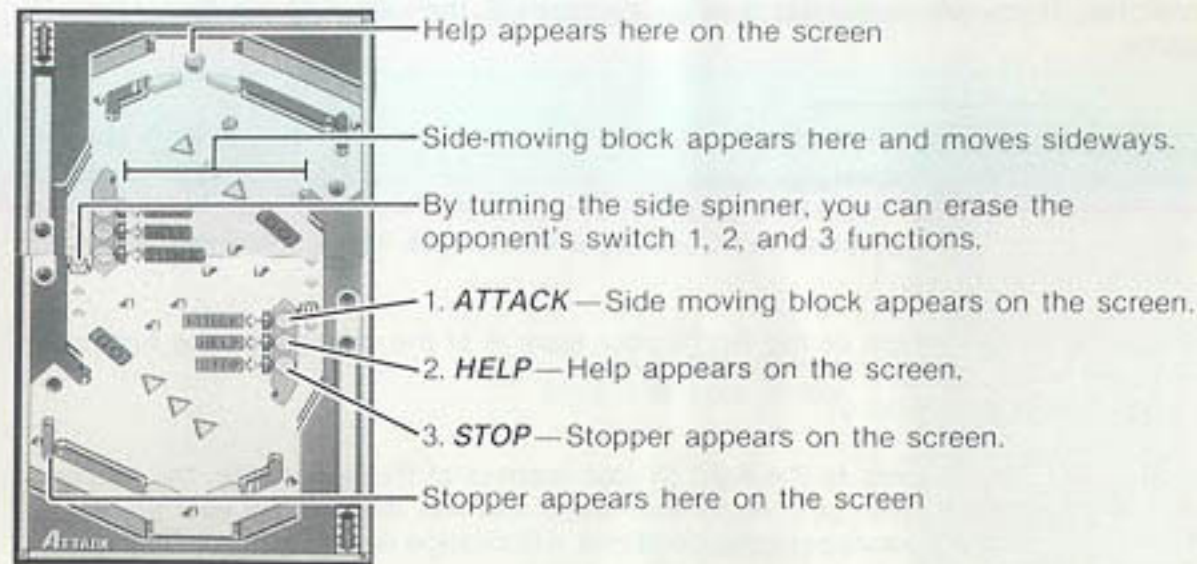 Help appears here on the screen
Side-moving block appears here and moves sideways.
By turning the side spinner, you can erase the
opponent's switch 1, 2, and 3 functions.
1. ATTACK—Side moving block appears on the screen.
2. HELP—Help appears on the screen.
3. STOP—Stopper appears on the screen.
Stopper appears here on the screen
ATTACK